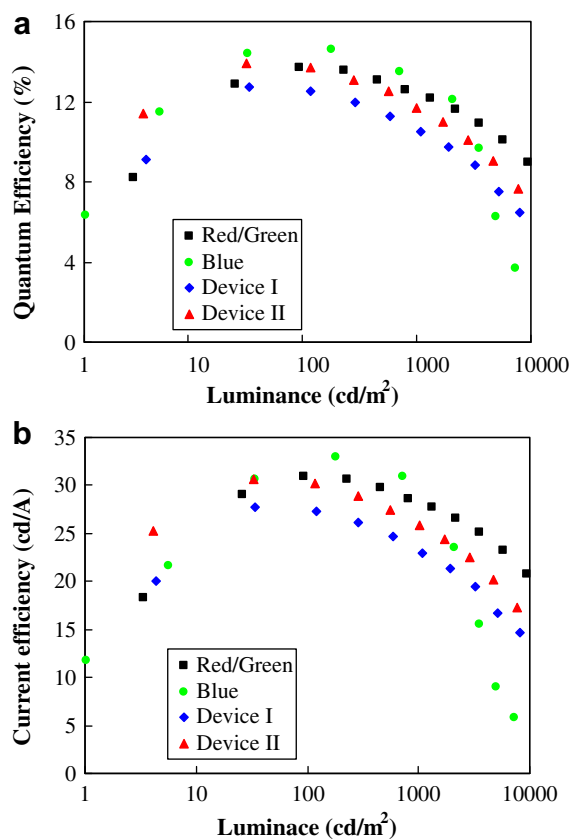 a
Quantum Efficiency (%)
16
12
8
4
0
Red/Green
Blue
Device I
Device II
1
10
100
1000
10000
Luminance (cd/m²)
b
Current efficiency (cd/A)
35
30
25
20
15
10
5
0
Red/Green
Blue
Device I
Device II
1
10
100
1000
10000
Luminace (cd/m²)